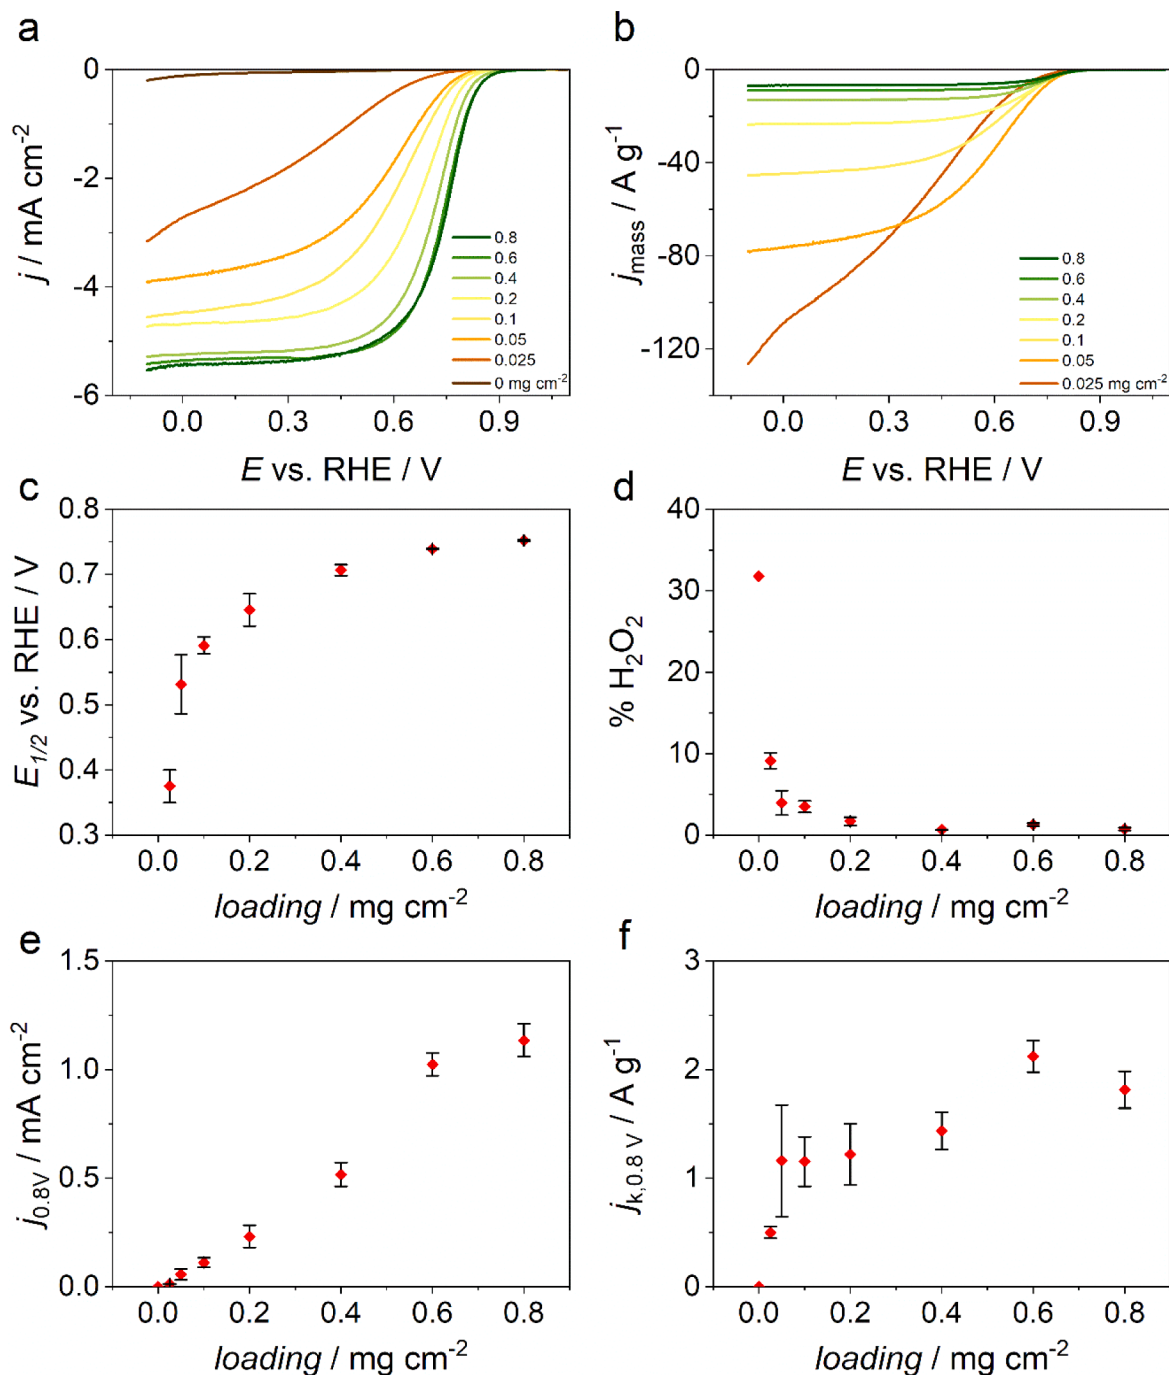 a
0
-2
-4
-6
j / mA cm-2
0.0 0.3 0.6 0.9
E vs. RHE / V
0.8
0.6
0.4
0.2
0.1
0.05
0.025
0 mg cm-2
b
0
-40
-80
-120
jmass / A g-1
0.0 0.3 0.6 0.9
E vs. RHE / V
0.8
0.6
0.4
0.2
0.1
0.05
0.025 mg cm-2
c
0.8
0.7
0.6
0.5
0.4
0.3
E1/2 vs. RHE / V
0.0 0.2 0.4 0.6 0.8
loading / mg cm-2
d
40
30
20
10
0
% H2O2
0.0 0.2 0.4 0.6 0.8
loading / mg cm-2
e
1.5
1.0
0.5
0.0
j0.8V / mA cm-2
0.0 0.2 0.4 0.6 0.8
loading / mg cm-2
f
3
2
1
0
jk,0.8 V / A g-1
0.0 0.2 0.4 0.6 0.8
loading / mg cm-2